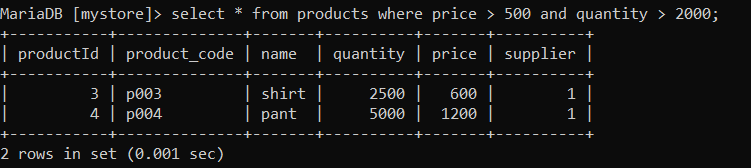 MariaDB [mystore]> select * from products where price > 500 and quantity > 2000;
+-----------+--------------+-------+----------+-------+----------+
| productId | product_code | name  | quantity | price | supplier |
+-----------+--------------+-------+----------+-------+----------+
|         3 | p003         | shirt |     2500 |   600 |        1 |
|         4 | p004         | pant  |     5000 |  1200 |        1 |
+-----------+--------------+-------+----------+-------+----------+
2 rows in set (0.001 sec)